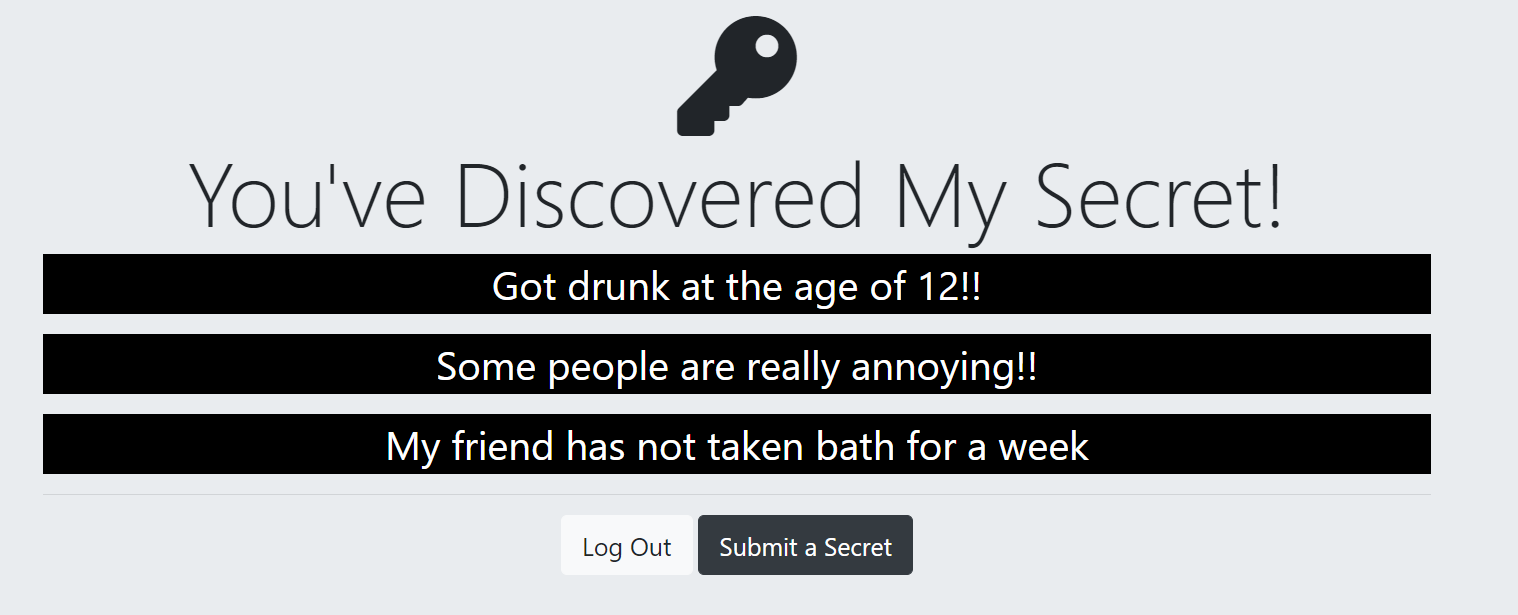 You've Discovered My Secret!
Got drunk at the age of 12!!
Some people are really annoying!!
My friend has not taken bath for a week
Log Out
Submit a Secret